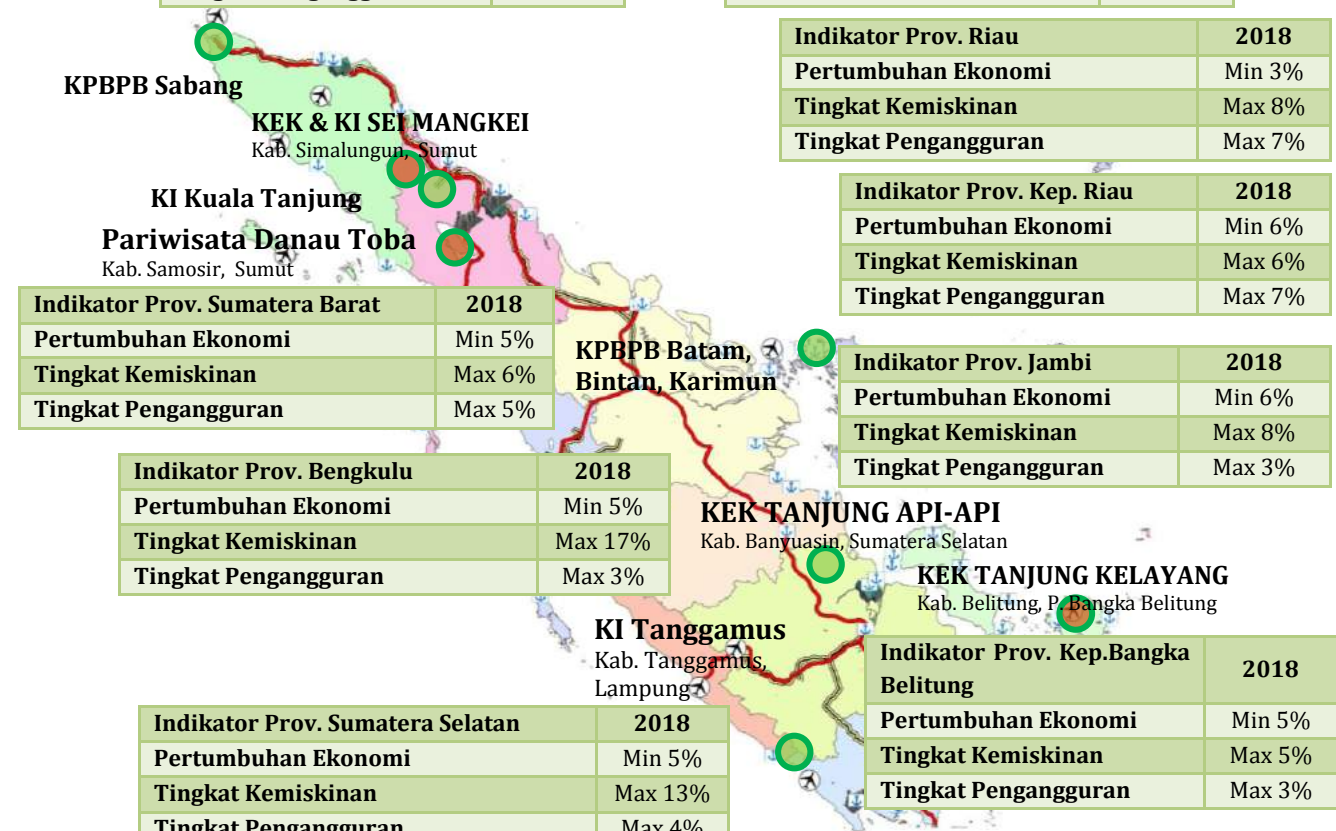 Indikator Prov. Riau 2018
Pertumbuhan Ekonomi Min 3%
Tingkat Kemiskinan Max 8%
Tingkat Pengangguran Max 7%
KPBPB Sabang
KEK & KI SEI MANGKEI
Kab. Simalungun, Sumut
KI Kuala Tanjung
Pariwisata Danau Toba
Kab. Samosir, Sumut
Indikator Prov. Kep. Riau 2018
Pertumbuhan Ekonomi Min 6%
Tingkat Kemiskinan Max 6%
Tingkat Pengangguran Max 7%
Indikator Prov. Sumatera Barat 2018
Pertumbuhan Ekonomi Min 5%
Tingkat Kemiskinan Max 6%
Tingkat Pengangguran Max 5%
KPBPB Batam,
Bintan, Karimun
Indikator Prov. Jambi 2018
Pertumbuhan Ekonomi Min 6%
Tingkat Kemiskinan Max 8%
Tingkat Pengangguran Max 3%
Indikator Prov. Bengkulu 2018
Pertumbuhan Ekonomi Min 5%
Tingkat Kemiskinan Max 17%
Tingkat Pengangguran Max 3%
KEK TANJUNG API-API
Kab. Banyuasin, Sumatera Selatan
KEK TANJUNG KELAYANG
Kab. Belitung, P. Bangka Belitung
KI Tanggamus
Kab. Tanggamus,
Lampung
Indikator Prov. Kep.Bangka
Belitung 2018
Pertumbuhan Ekonomi Min 5%
Tingkat Kemiskinan Max 5%
Tingkat Pengangguran Max 3%
Indikator Prov. Sumatera Selatan 2018
Pertumbuhan Ekonomi Min 5%
Tingkat Kemiskinan Max 13%
Tingkat Pengangguran Max 4%